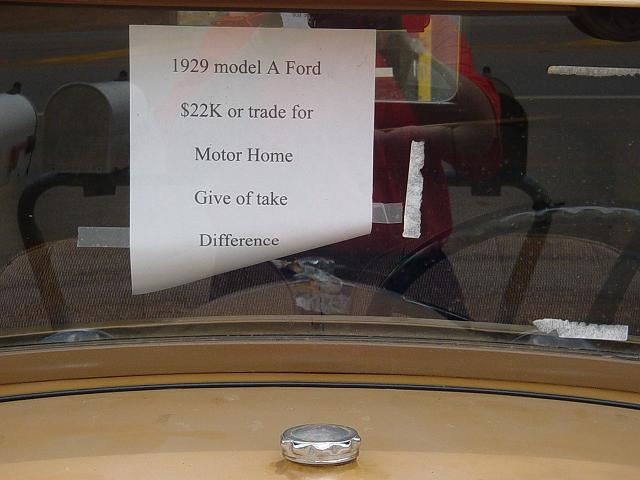 1929 model A Ford
$22K or trade for
Motor Home
Give of take
Difference